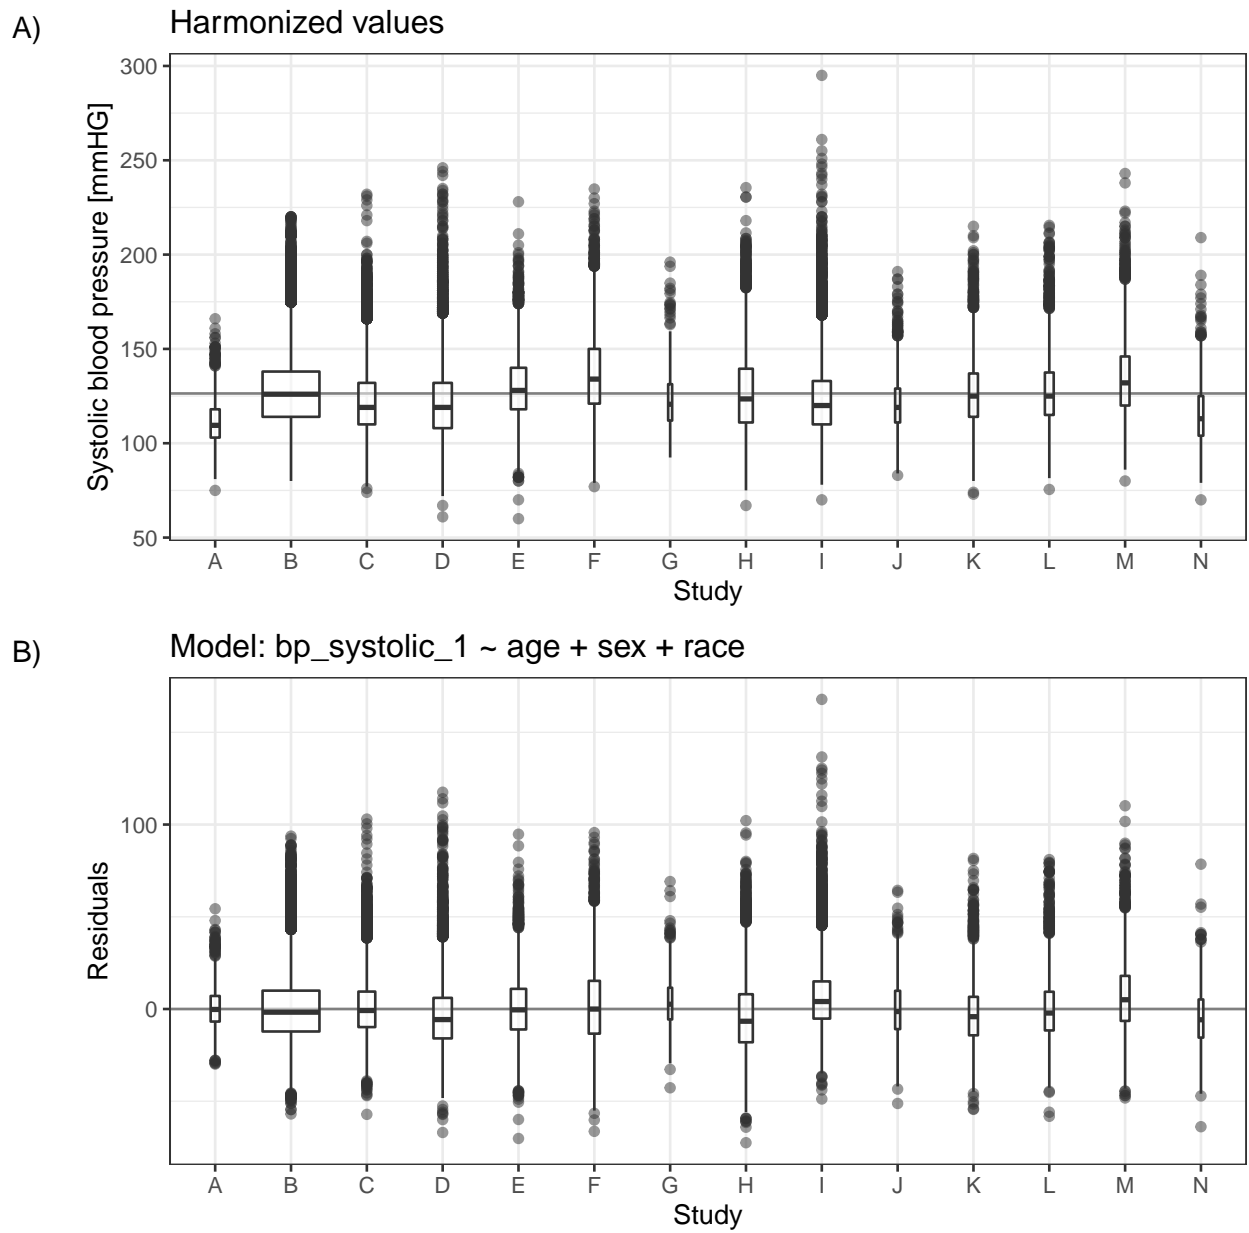 A)
Harmonized values
Systolic blood pressure [mmHG]
300
250
200
150
100
50
A B C D E F G H I J K L M N
Study
B)
Model: bp_systolic_1 ~ age + sex + race
Residuals
100
0
A B C D E F G H I J K L M N
Study